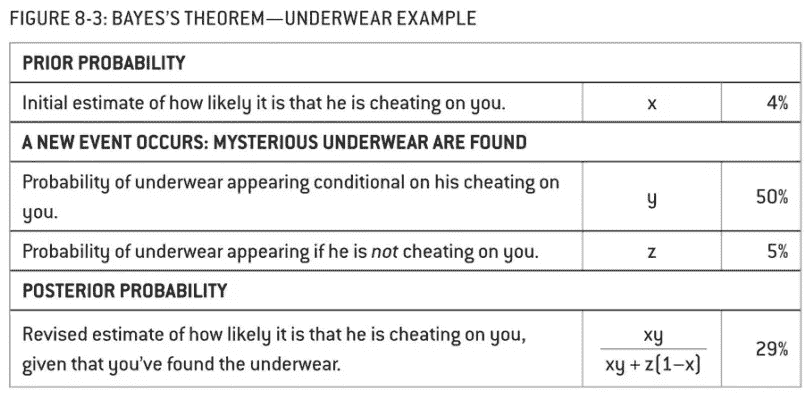 FIGURE 8-3: BAYES'S THEOREM—UNDERWEAR EXAMPLE
PRIOR PROBABILITY
Initial estimate of how likely it is that he is cheating on you. x 4%
A NEW EVENT OCCURS: MYSTERIOUS UNDERWEAR ARE FOUND
Probability of underwear appearing conditional on his cheating on
you. y 50%
Probability of underwear appearing if he is not cheating on you. z 5%
POSTERIOR PROBABILITY
Revised estimate of how likely it is that he is cheating on you,
given that you've found the underwear.
xy
xy + z(1–x)
29%